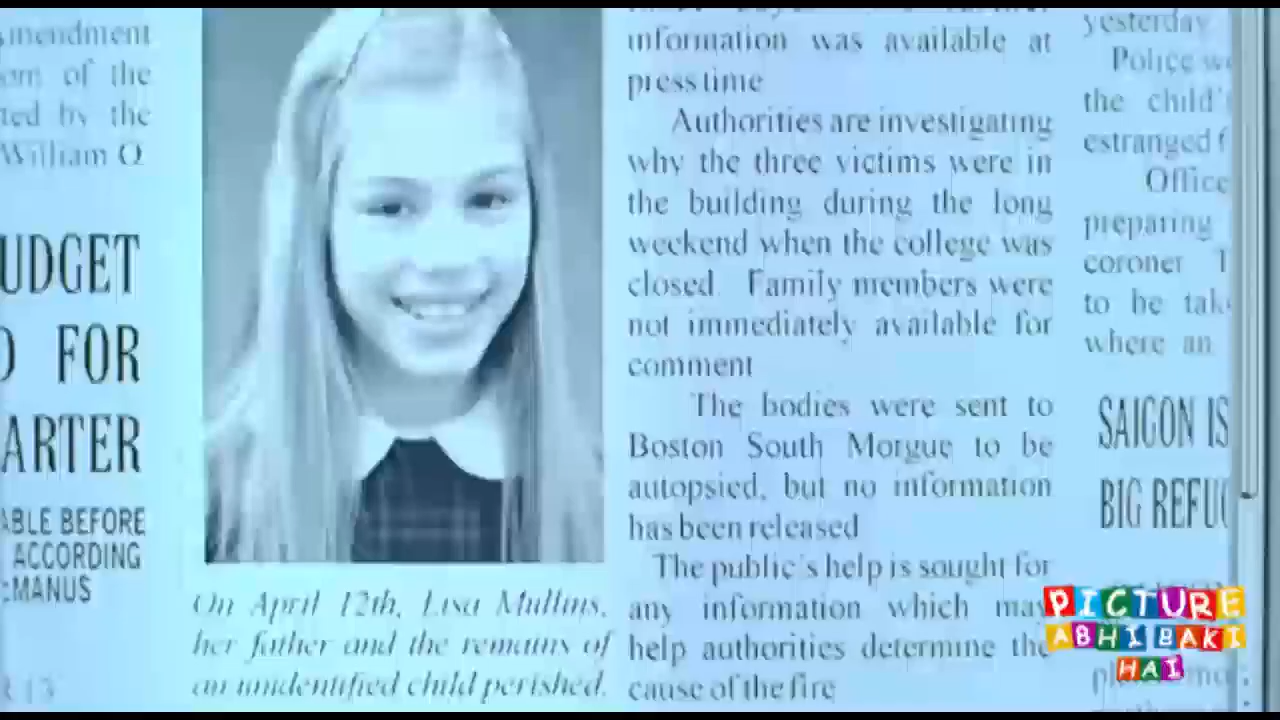 mendment
om of the
ted by the
William O.
UDGET
FOR
ARTER
ABLE BEFORE
ACCORDING
MANUS
On April 12th, Lisa Mullins,
her father and the remains of
an unidentified child perished.
information was available at
press time
Authorities are investigating
why the three victims were in
the building during the long
weekend when the college was
closed. Family members were
not immediately available for
comment
The bodies were sent to
Boston South Morgue to be
autopsied, but no information
has been released
The public's help is sought for
any information which may
help authorities determine the
cause of the fire
yesterday
Police we
the child's
estranged f
Office
preparing
coroner T
to be tak
where an
SAIGON IS
BIG REFUG
PICTURE
ABHI BAKI
HAI